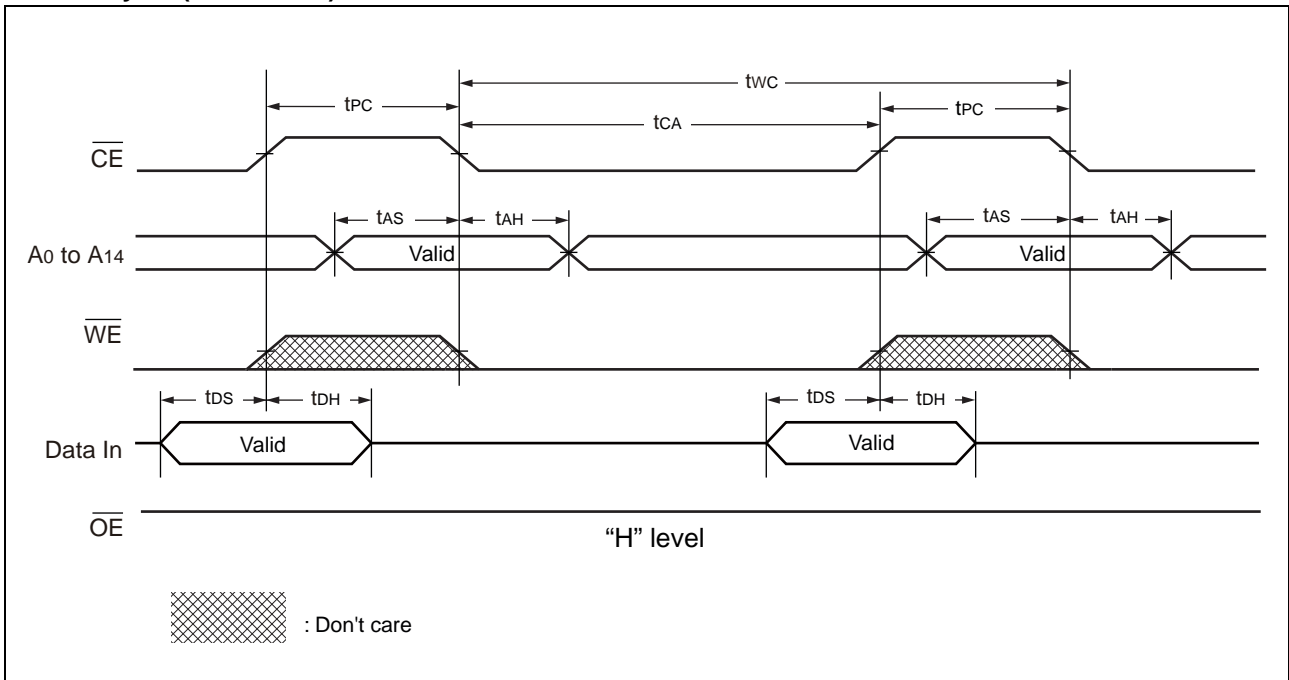 tPC
tWC
tCA
tPC
CE
tAS
tAH
tAS
tAH
A0 to A14
Valid
Valid
WE
tDS
tDH
tDS
tDH
Data In
Valid
Valid
OE
“H” level
: Don't care